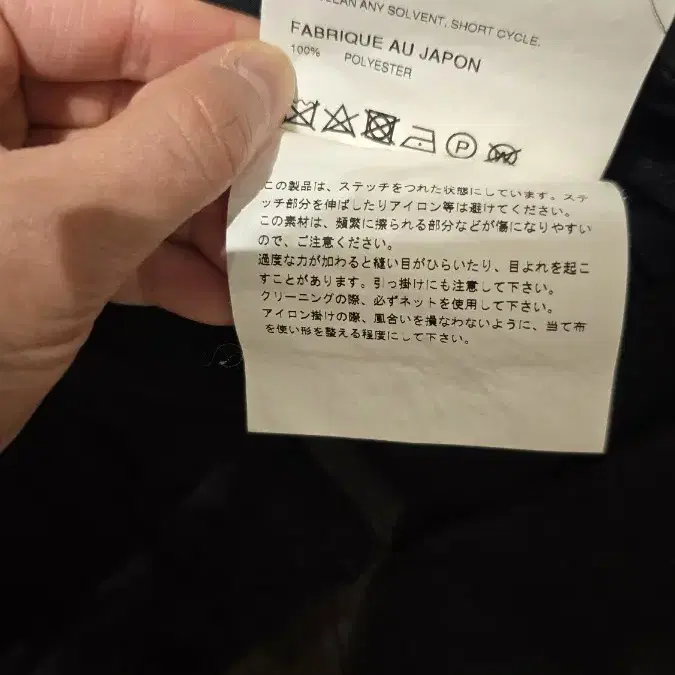 CLEAN ANY SOLVENT, SHORT CYCLE.
FABRIQUE AU JAPON
100% POLYESTER
P
W
この製品は、ステッチをつれた状態にしています。ステ
ッチ部分を伸ばしたりアイロン等は避けてください。
この素材は、頻繁に擦られる部分などが傷になりやすい
ので、ご注意ください。
過度な力が加わると縫い目がひらいたり、目よれを起こ
すことがあります。引っ掛けにも注意して下さい。
クリーニングの際、必ずネットを使用して下さい。
アイロン掛けの際、風合いを損なわないように、当て布
を使い形を整える程度にして下さい。